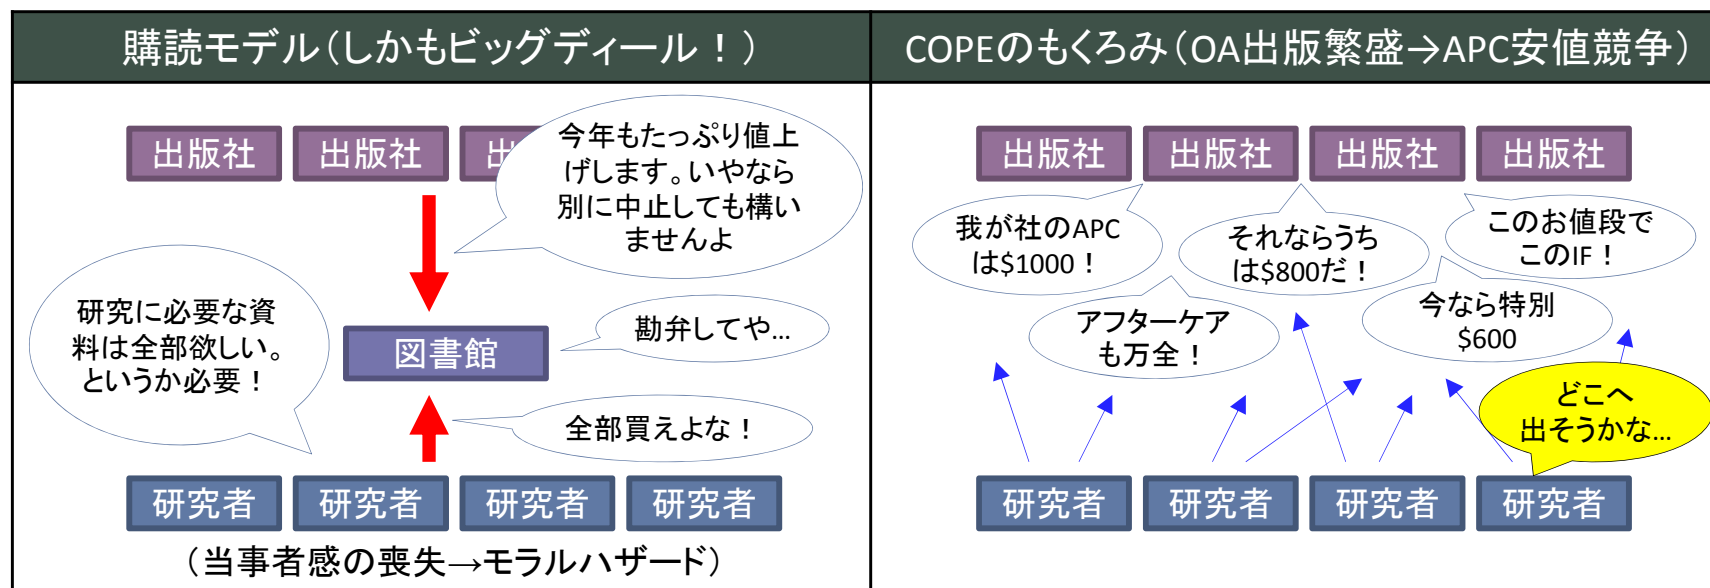 購読モデル（しかもビッグディール！）
出版社
出版社
出
今年もたっぷり値上
げします。いやなら
別に中止しても構い
ませんよ
研究に必要な資
料は全部欲しい。
というか必要！
図書館
勘弁してや…
全部買えよな！
研究者
研究者
研究者
研究者
（当事者感の喪失→モラルハザード）
COPEのもくろみ（OA出版繁盛→APC安値競争）
出版社
出版社
出版社
出版社
我が社のAPC
は$1000！
それならうち
は$800だ！
このお値段で
このIF！
アフターケア
も万全！
今なら特別
$600
どこへ
出そうかな…
研究者
研究者
研究者
研究者